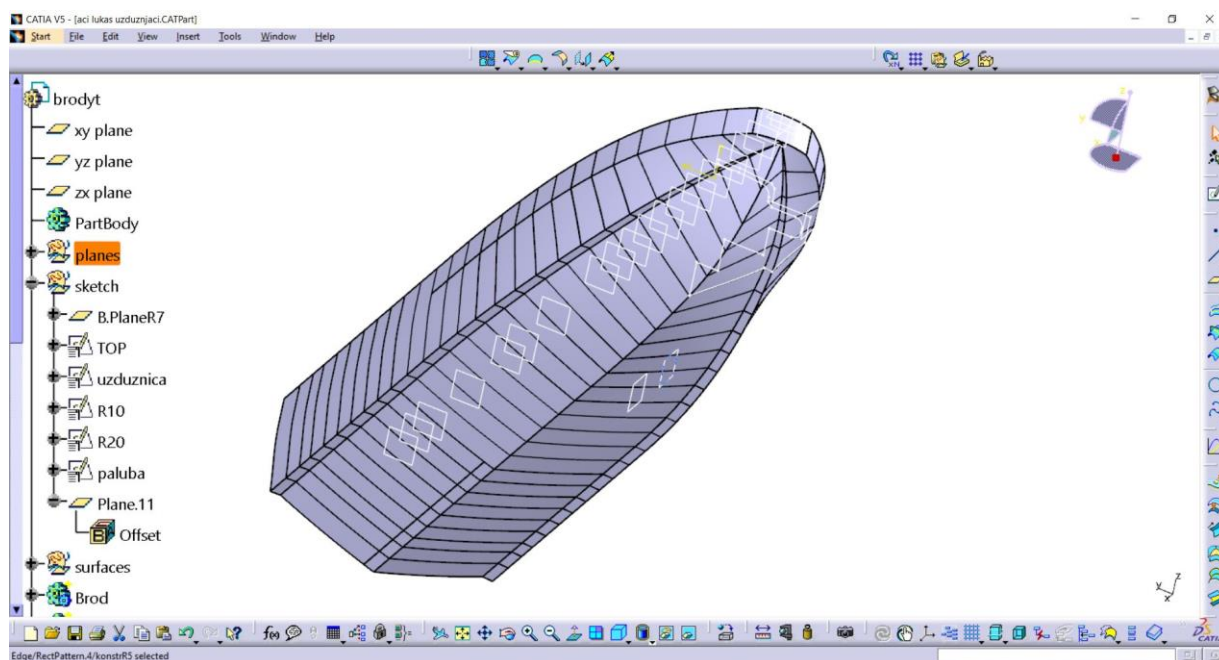 CATIA V5 - [aci lukas uzduznjaci.CATPart]
Start File Edit View Insert Tools Window Help
brodyt
xy plane
yz plane
zx plane
PartBody
planes
sketch
B.PlaneR7
TOP
uzduznica
R10
R20
paluba
Plane.11
Offset
surfaces
Brod
Edge/RectPattern.4/konstrR5 selected